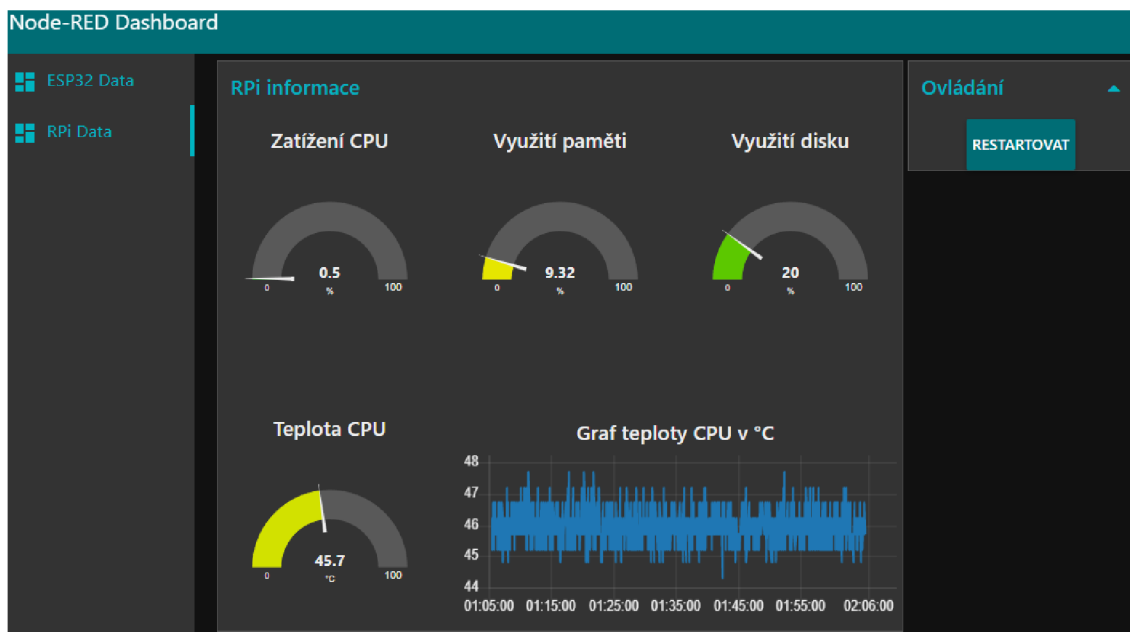 Node-RED Dashboard
ESP32 Data
RPi Data
RPi informace
Zatížení CPU
0.5
%
0
100
Využití paměti
9.32
%
0
100
Využití disku
20
%
0
100
Teplota CPU
45.7
°C
0
100
Graf teploty CPU v °C
48
47
46
45
44
01:05:00 01:15:00 01:25:00 01:35:00 01:45:00 01:55:00 02:06:00
Ovládání
RESTARTOVAT